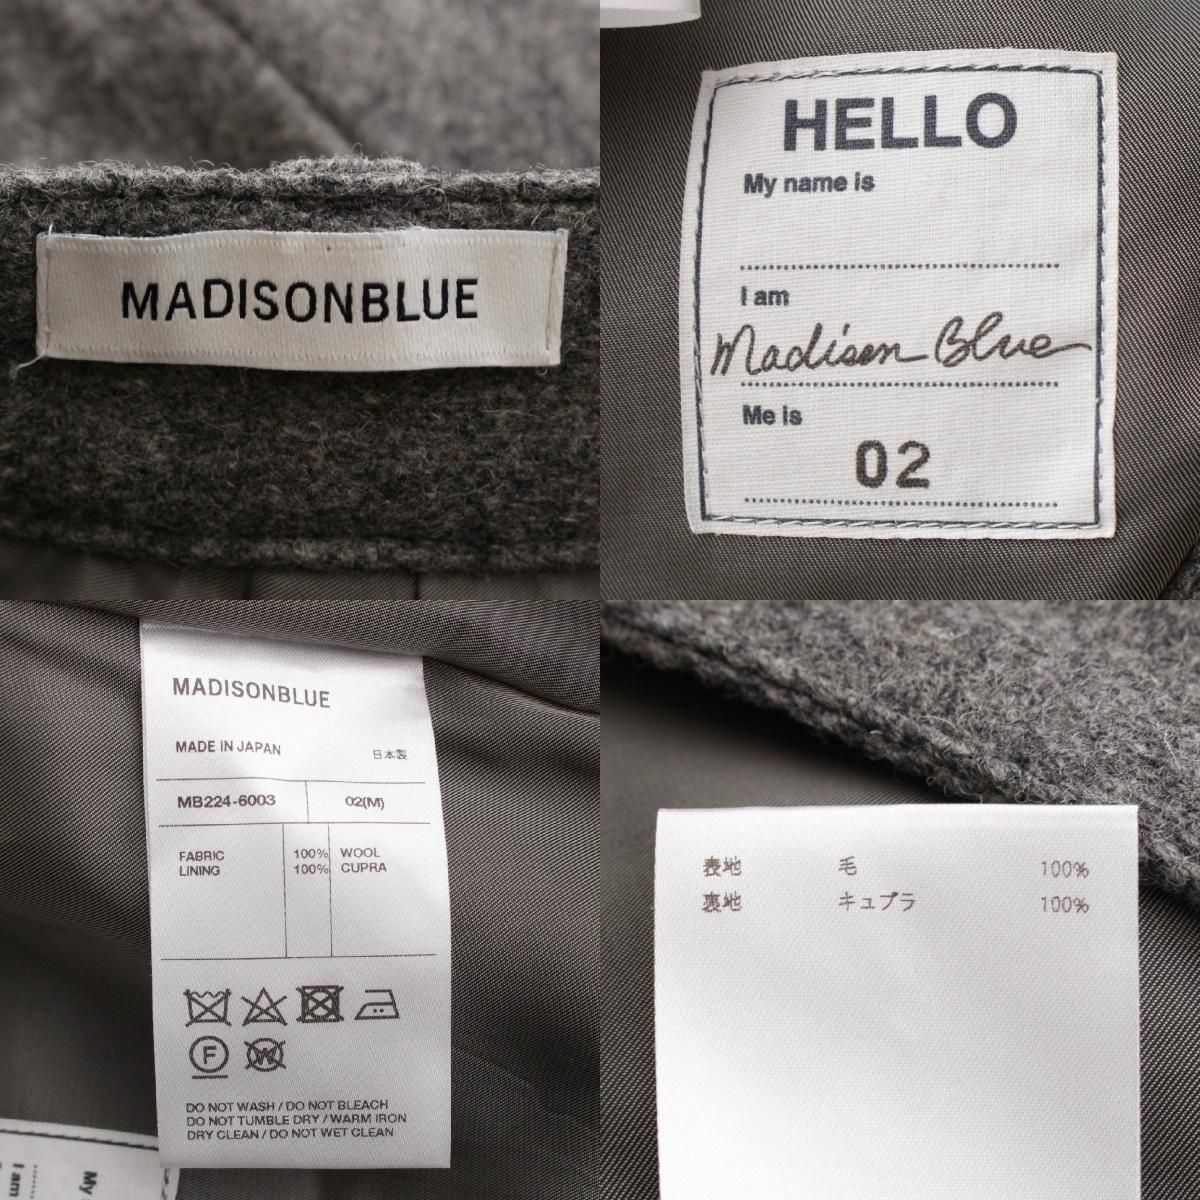 MADISONBLUE
HELLO
My name is
I am
Madison Blue
Me is
02
MADISONBLUE
MADE IN JAPAN 日本製
MB224-6003 02(M)
FABRIC 100% WOOL
LINING 100% CUPRA
F
W
DO NOT WASH / DO NOT BLEACH
DO NOT TUMBLE DRY / WARM IRON
DRY CLEAN / DO NOT WET CLEAN
My
I am
表地 毛 100%
裏地 キュプラ 100%